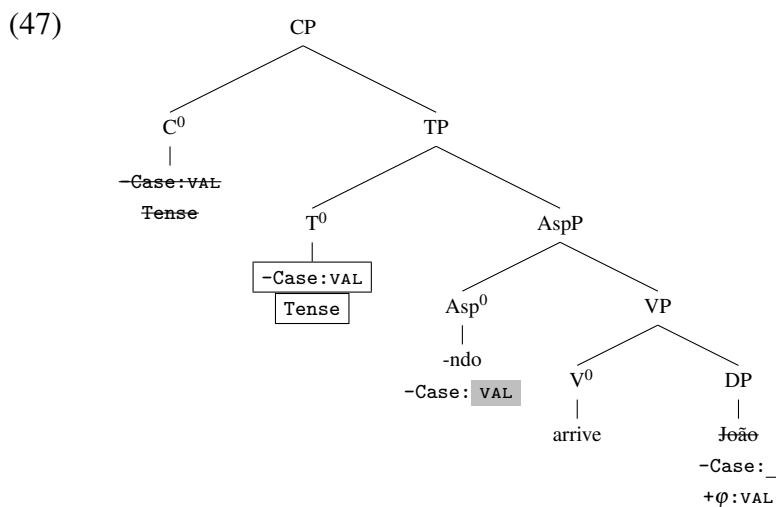 (47)
CP
C⁰ TP
-Case:VAL
Tense
T⁰ AspP
-Case:VAL
Tense
Asp⁰ VP
-ndo
-Case: VAL
V⁰ DP
arrive João
-Case:_
+φ:VAL